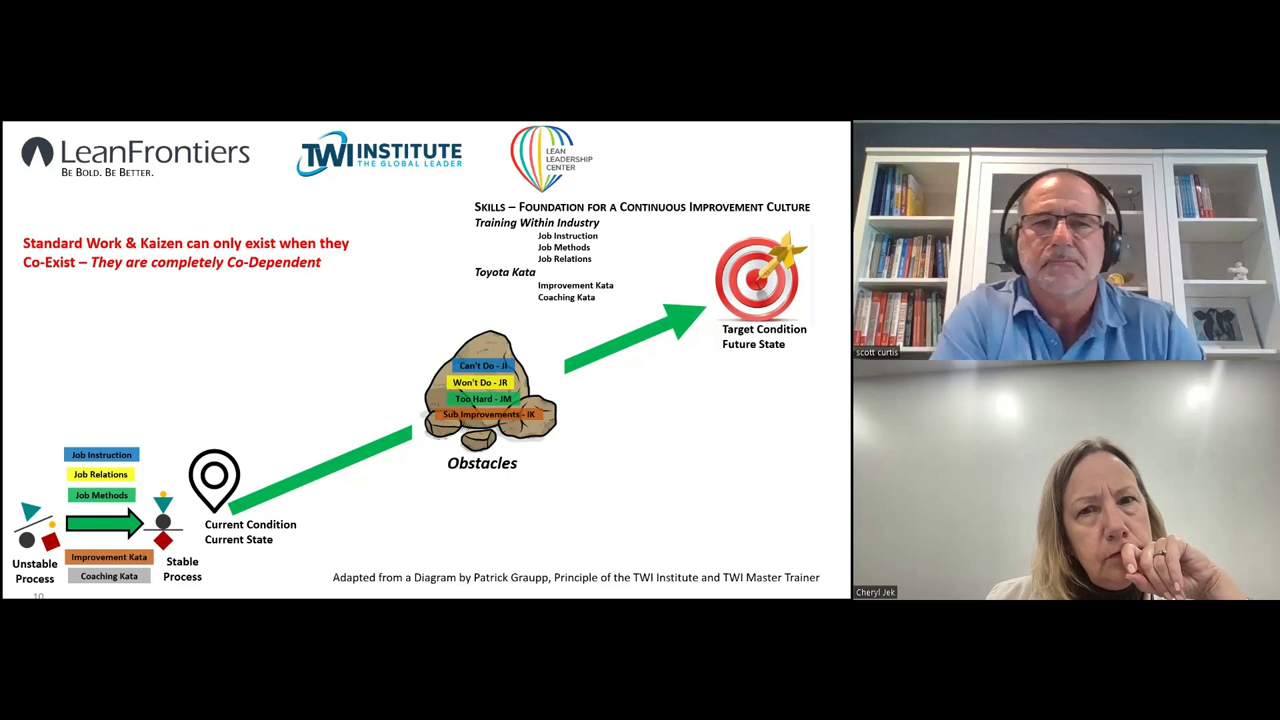 LeanFrontiers
BE BOLD. BE BETTER.
TWI INSTITUTE
THE GLOBAL LEADER
LEAN
LEADERSHIP
CENTER
SKILLS – FOUNDATION FOR A CONTINUOUS IMPROVEMENT CULTURE
Training Within Industry
Job Instruction
Job Methods
Job Relations
Toyota Kata
Improvement Kata
Coaching Kata
Standard Work & Kaizen can only exist when they
Co-Exist – They are completely Co-Dependent
Target Condition
Future State
Can't Do - JI
Won't Do - JR
Too Hard - JM
Sub Improvements - IK
Obstacles
Job Instruction
Job Relations
Job Methods
Current Condition
Current State
Improvement Kata
Coaching Kata
Unstable
Process
Stable
Process
Adapted from a Diagram by Patrick Graupp, Principle of the TWI Institute and TWI Master Trainer
10
scott curtis
Cheryl Jek